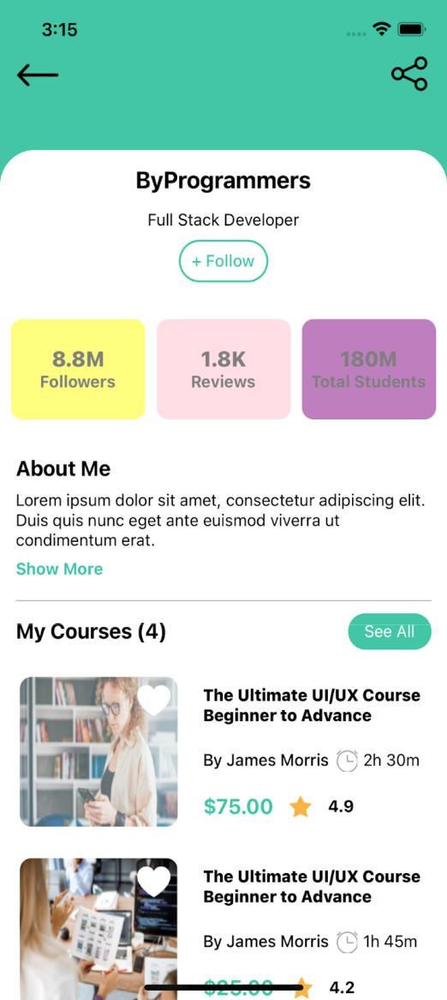 3:15
ByProgrammers
Full Stack Developer
+ Follow
8.8M
Followers
1.8K
Reviews
180M
Total Students
About Me
Lorem ipsum dolor sit amet, consectetur adipiscing elit.
Duis quis nunc eget ante euismod viverra ut
condimentum erat.
Show More
My Courses (4)
See All
The Ultimate UI/UX Course
Beginner to Advance
By James Morris 2h 30m
$75.00 4.9
The Ultimate UI/UX Course
Beginner to Advance
By James Morris 1h 45m
$25.00 4.2